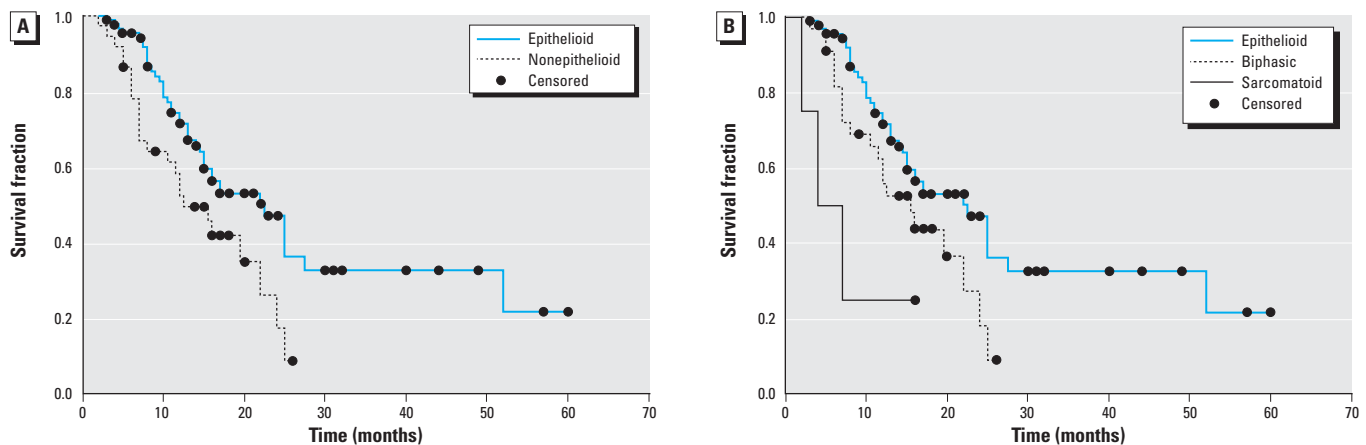 A
Survival fraction
1.0
0.8
0.6
0.4
0.2
0.0
0 10 20 30 40 50 60 70
Time (months)
Epithelioid
Nonepithelioid
Censored
B
Survival fraction
1.0
0.8
0.6
0.4
0.2
0.0
0 10 20 30 40 50 60 70
Time (months)
Epithelioid
Biphasic
Sarcomatoid
Censored